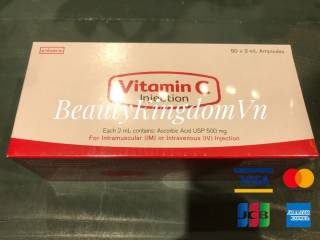 50 x 2 mL Ampoules
Vitamin C
Injection
BeautyKingdomVn
Each 2 mL contains: Ascorbic Acid USP 500 mg
For Intramuscular (IM) or Intravenous (IV) Injection
VISA
JCB
AMERICAN EXPRESS